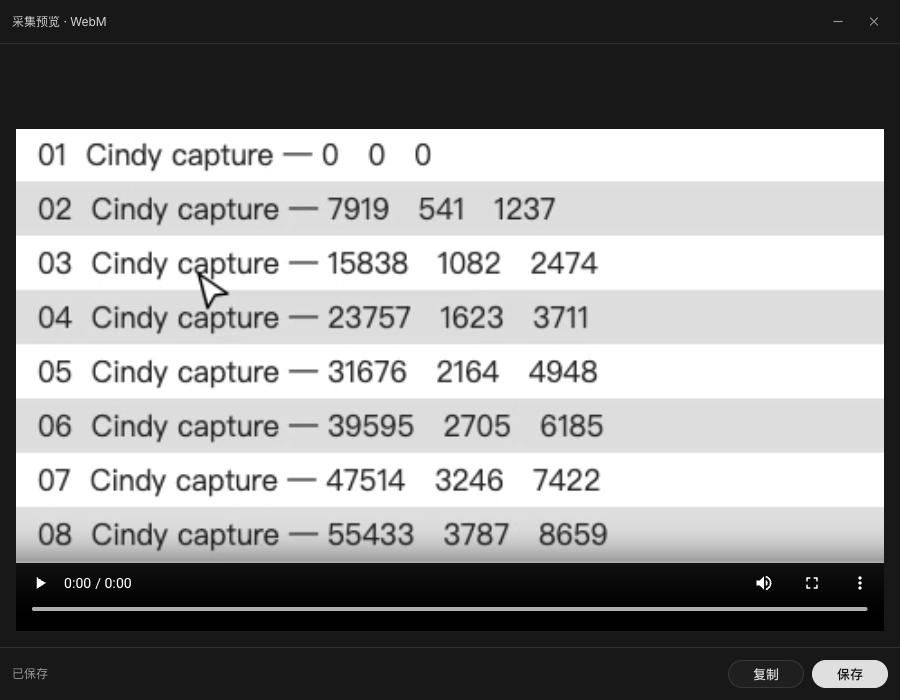 采集预览 · WebM
01 Cindy capture — 0 0 0
02 Cindy capture — 7919 541 1237
03 Cindy capture — 15838 1082 2474
04 Cindy capture — 23757 1623 3711
05 Cindy capture — 31676 2164 4948
06 Cindy capture — 39595 2705 6185
07 Cindy capture — 47514 3246 7422
08 Cindy capture — 55433 3787 8659
0:00 / 0:00
已保存
复制
保存